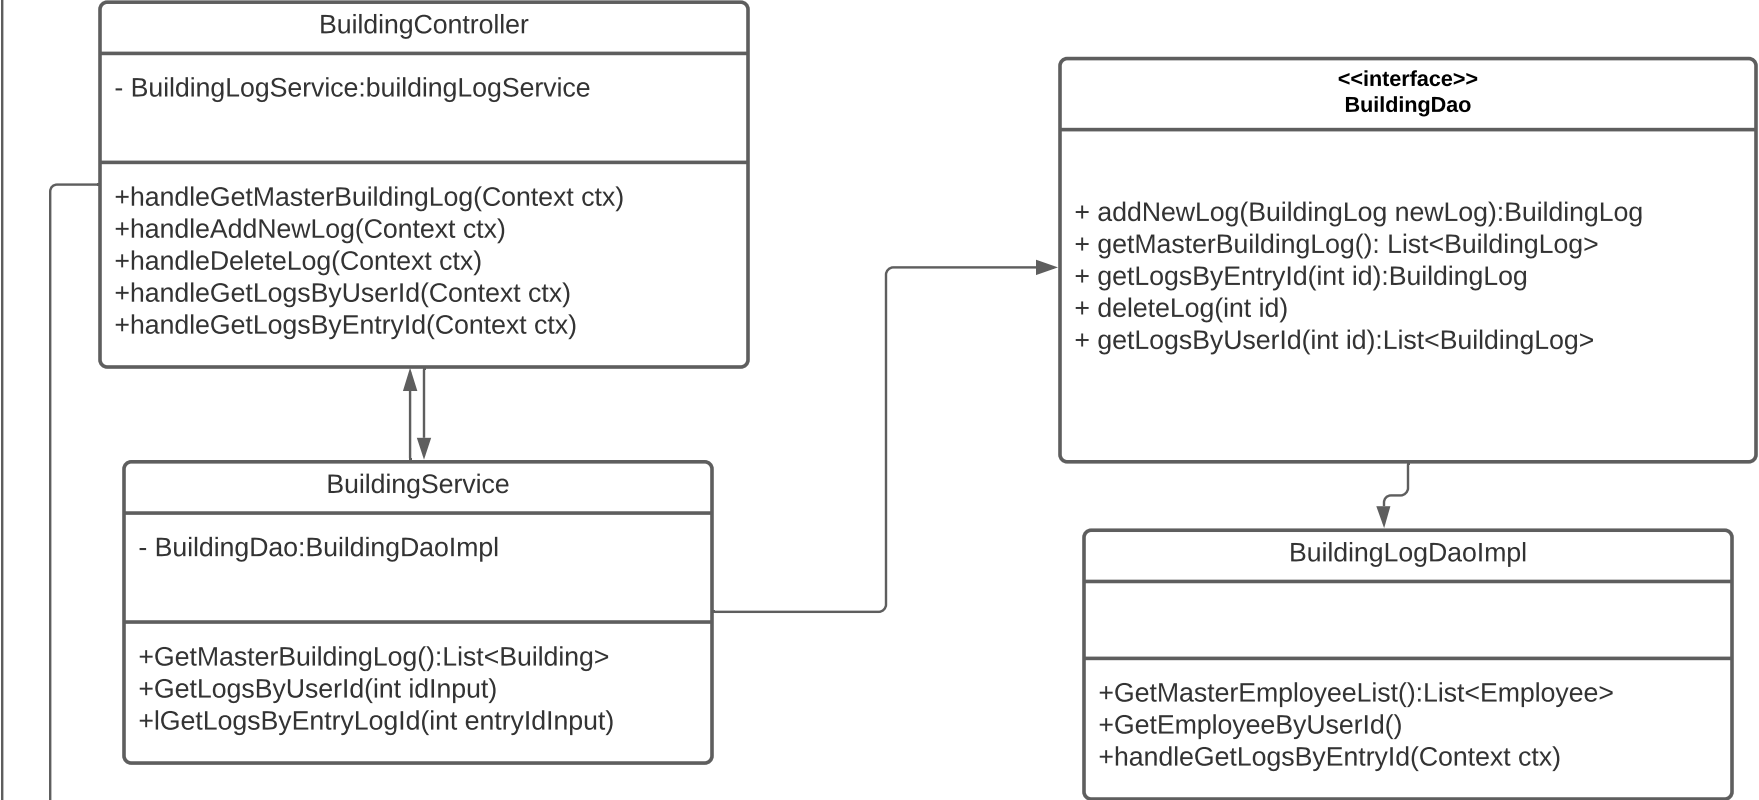 BuildingController
- BuildingLogService:buildingLogService
+handleGetMasterBuildingLog(Context ctx)
+handleAddNewLog(Context ctx)
+handleDeleteLog(Context ctx)
+handleGetLogsByUserId(Context ctx)
+handleGetLogsByEntryId(Context ctx)
BuildingService
- BuildingDao:BuildingDaoImpl
+GetMasterBuildingLog():List<Building>
+GetLogsByUserId(int idInput)
+lGetLogsByEntryLogId(int entryIdInput)
<<interface>>
BuildingDao
+ addNewLog(BuildingLog newLog):BuildingLog
+ getMasterBuildingLog(): List<BuildingLog>
+ getLogsByEntryId(int id):BuildingLog
+ deleteLog(int id)
+ getLogsByUserId(int id):List<BuildingLog>
BuildingLogDaoImpl
+GetMasterEmployeeList():List<Employee>
+GetEmployeeByUserId()
+handleGetLogsByEntryId(Context ctx)